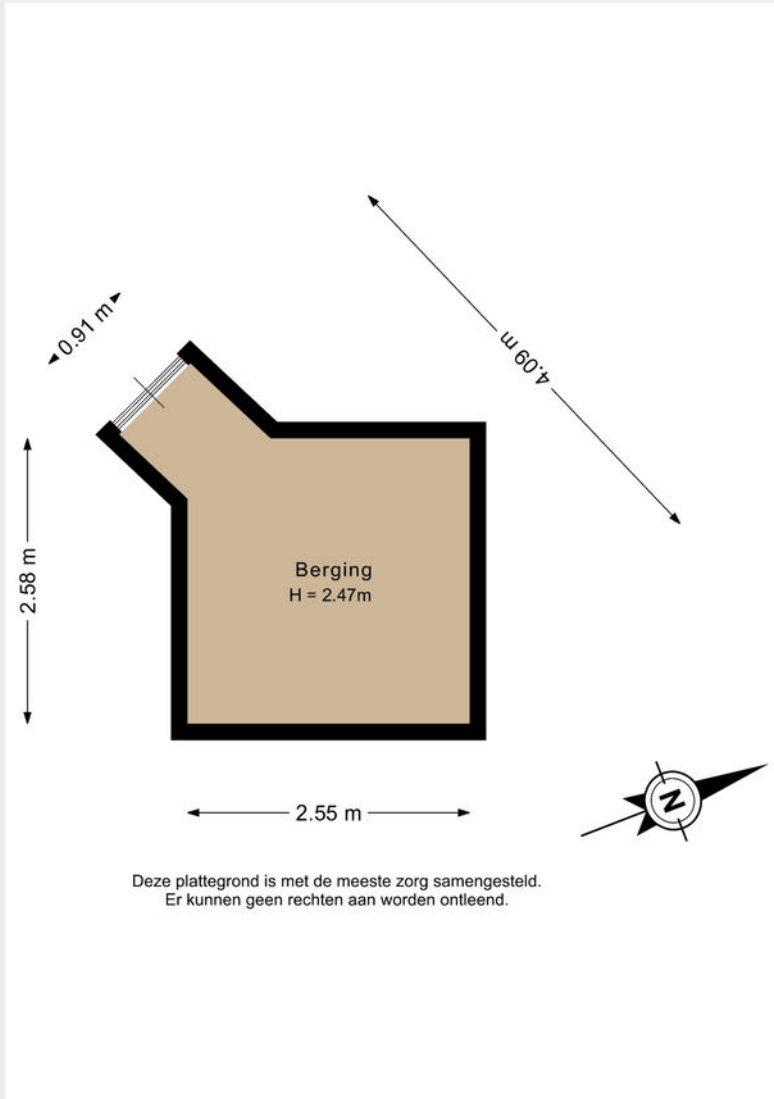 0.91 m
4.09 m
2.58 m
Berging
H = 2.47m
2.55 m
N
Deze plattegrond is met de meeste zorg samengesteld.
Er kunnen geen rechten aan worden ontleend.